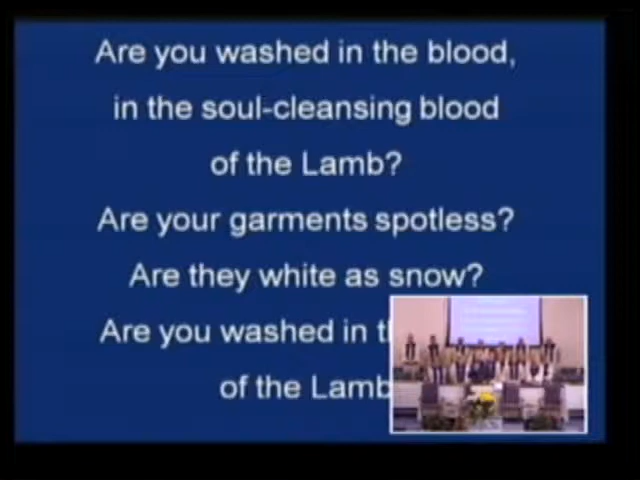 Are you washed in the blood,
in the soul-cleansing blood
of the Lamb?
Are your garments spotless?
Are they white as snow?
Are you washed in
of the Lamb